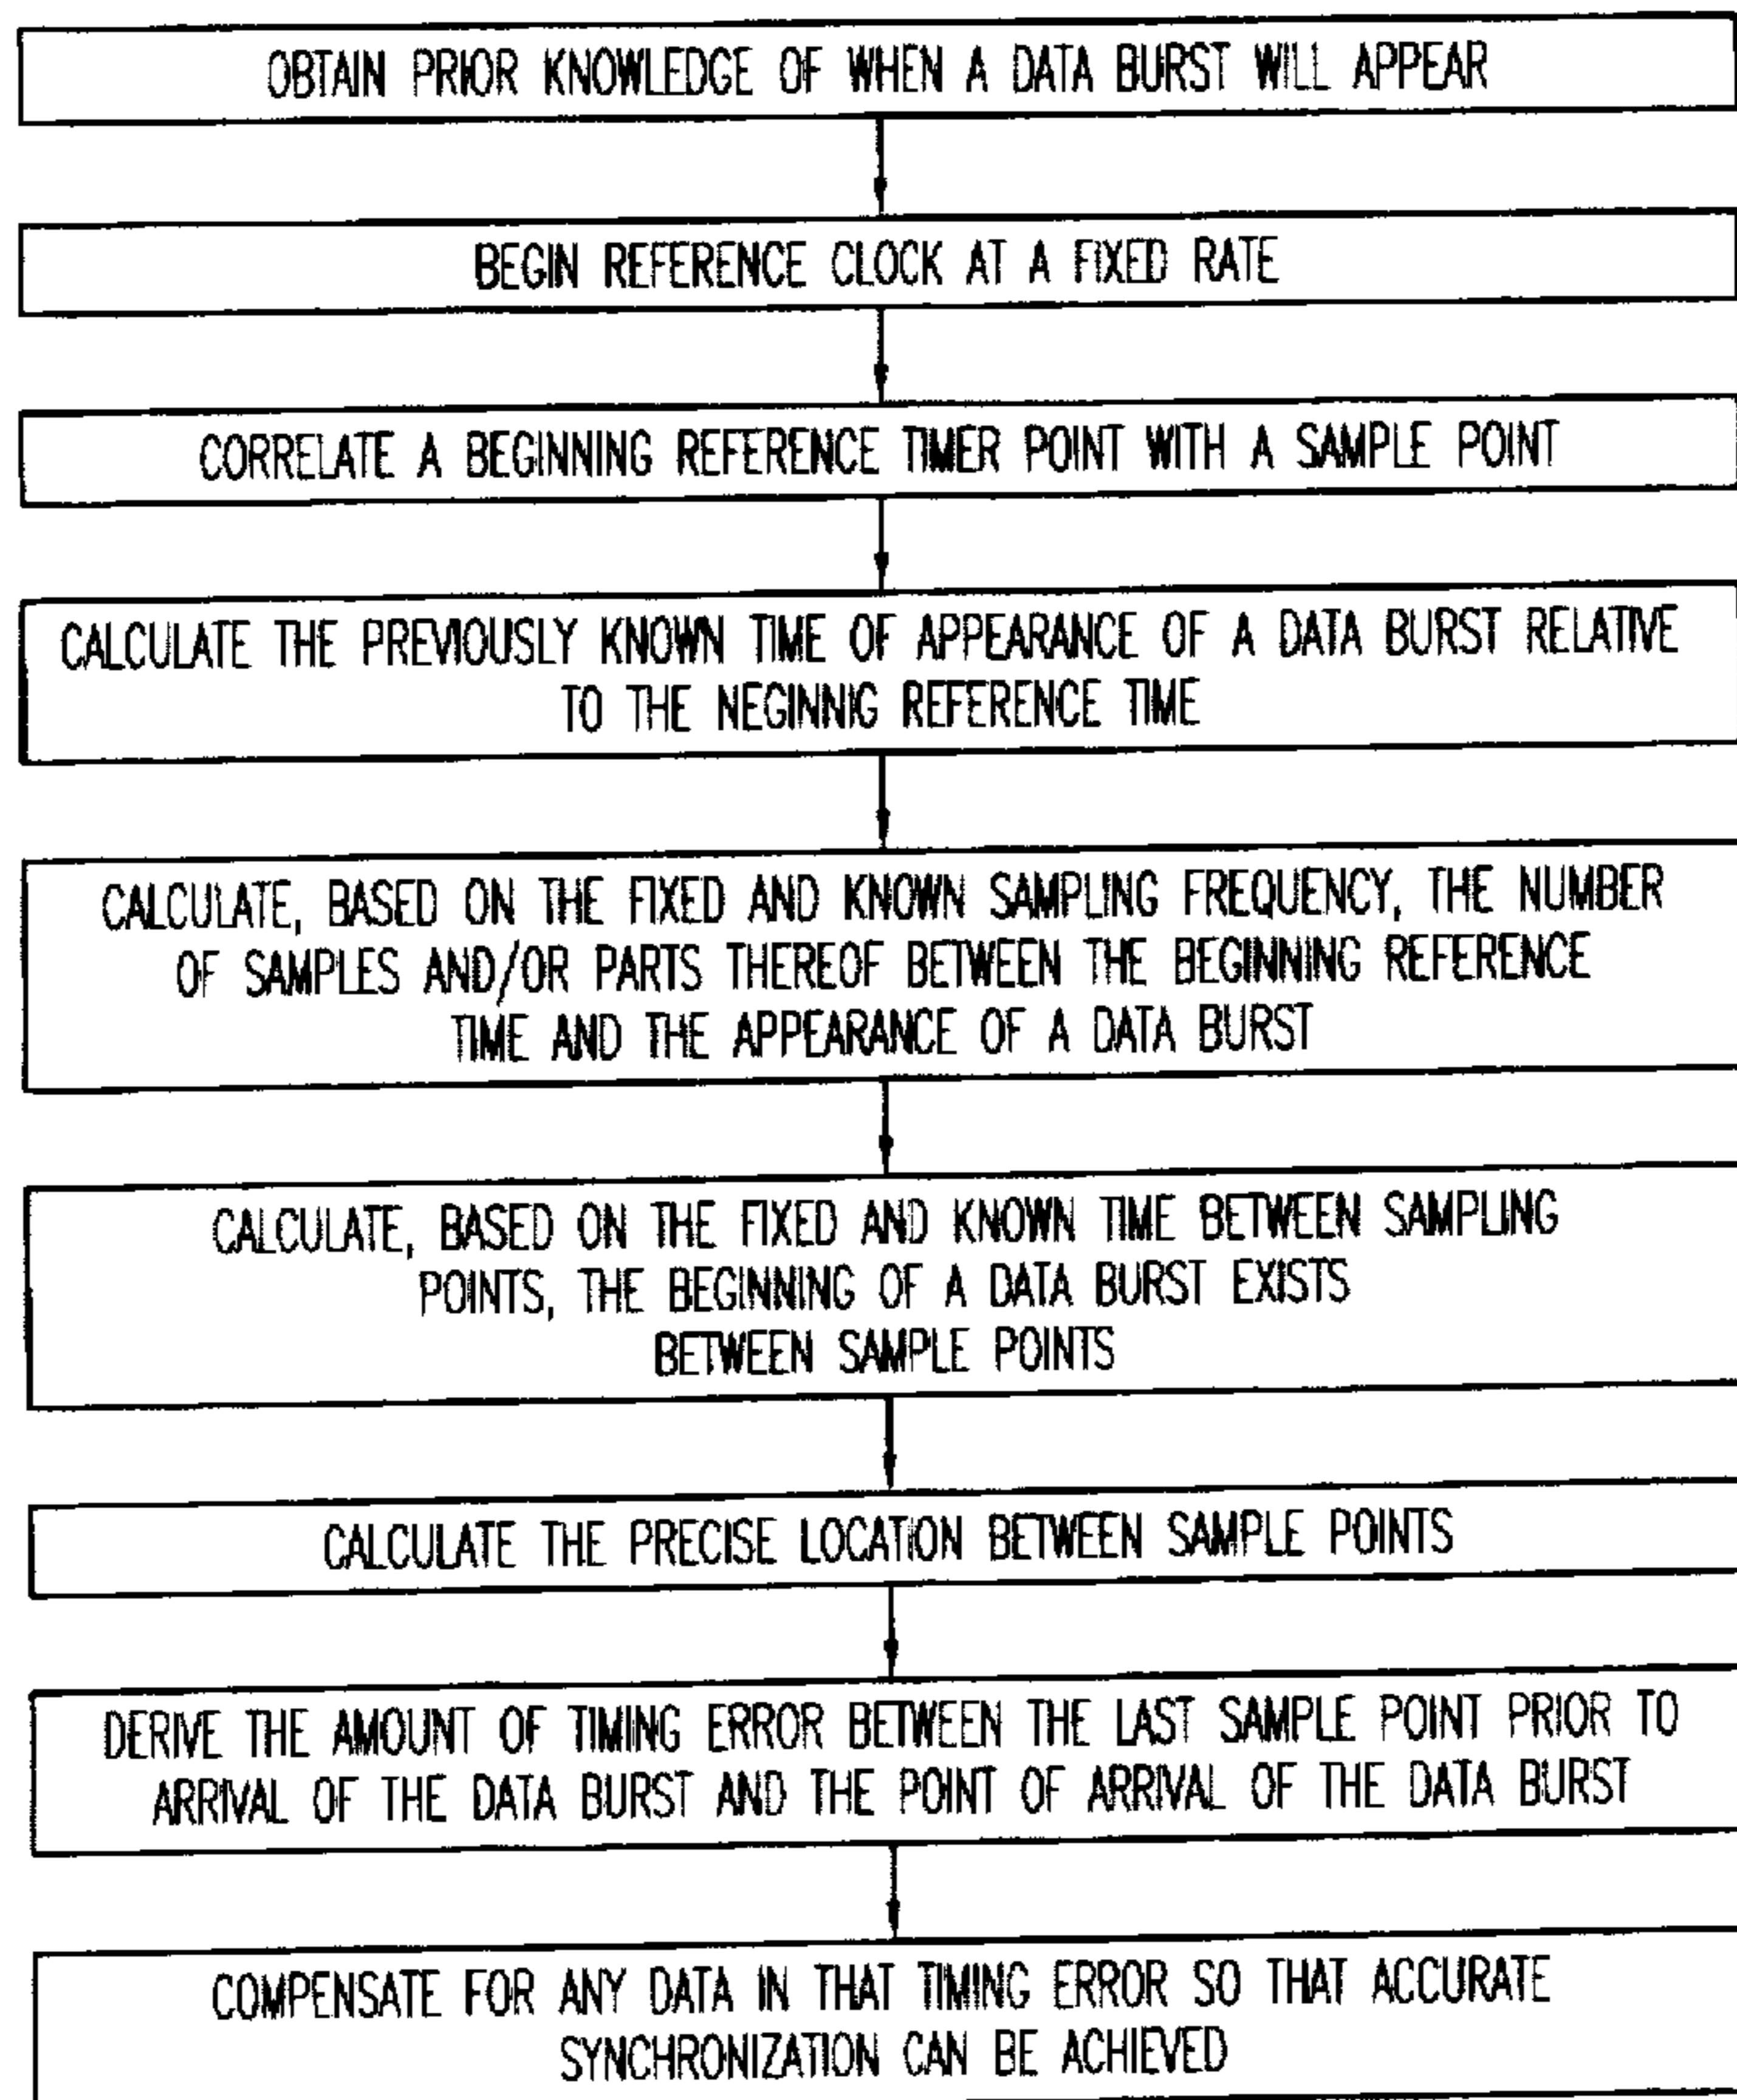 OBTAIN PRIOR KNOWLEDGE OF WHEN A DATA BURST WILL APPEAR
BEGIN REFERENCE CLOCK AT A FIXED RATE
CORRELATE A BEGINNING REFERENCE TIMER POINT WITH A SAMPLE POINT
CALCULATE THE PREVIOUSLY KNOWN TIME OF APPEARANCE OF A DATA BURST RELATIVE
TO THE NEGINNIG REFERENCE TIME
CALCULATE, BASED ON THE FIXED AND KNOWN SAMPLING FREQUENCY, THE NUMBER
OF SAMPLES AND/OR PARTS THEREOF BETWEEN THE BEGINNING REFERENCE
TIME AND THE APPEARANCE OF A DATA BURST
CALCULATE, BASED ON THE FIXED AND KNOWN TIME BETWEEN SAMPLING
POINTS, THE BEGINNING OF A DATA BURST EXISTS
BETWEEN SAMPLE POINTS
CALCULATE THE PRECISE LOCATION BETWEEN SAMPLE POINTS
DERIVE THE AMOUNT OF TIMING ERROR BETWEEN THE LAST SAMPLE POINT PRIOR TO
ARRIVAL OF THE DATA BURST AND THE POINT OF ARRIVAL OF THE DATA BURST
COMPENSATE FOR ANY DATA IN THAT TIMING ERROR SO THAT ACCURATE
SYNCHRONIZATION CAN BE ACHIEVED